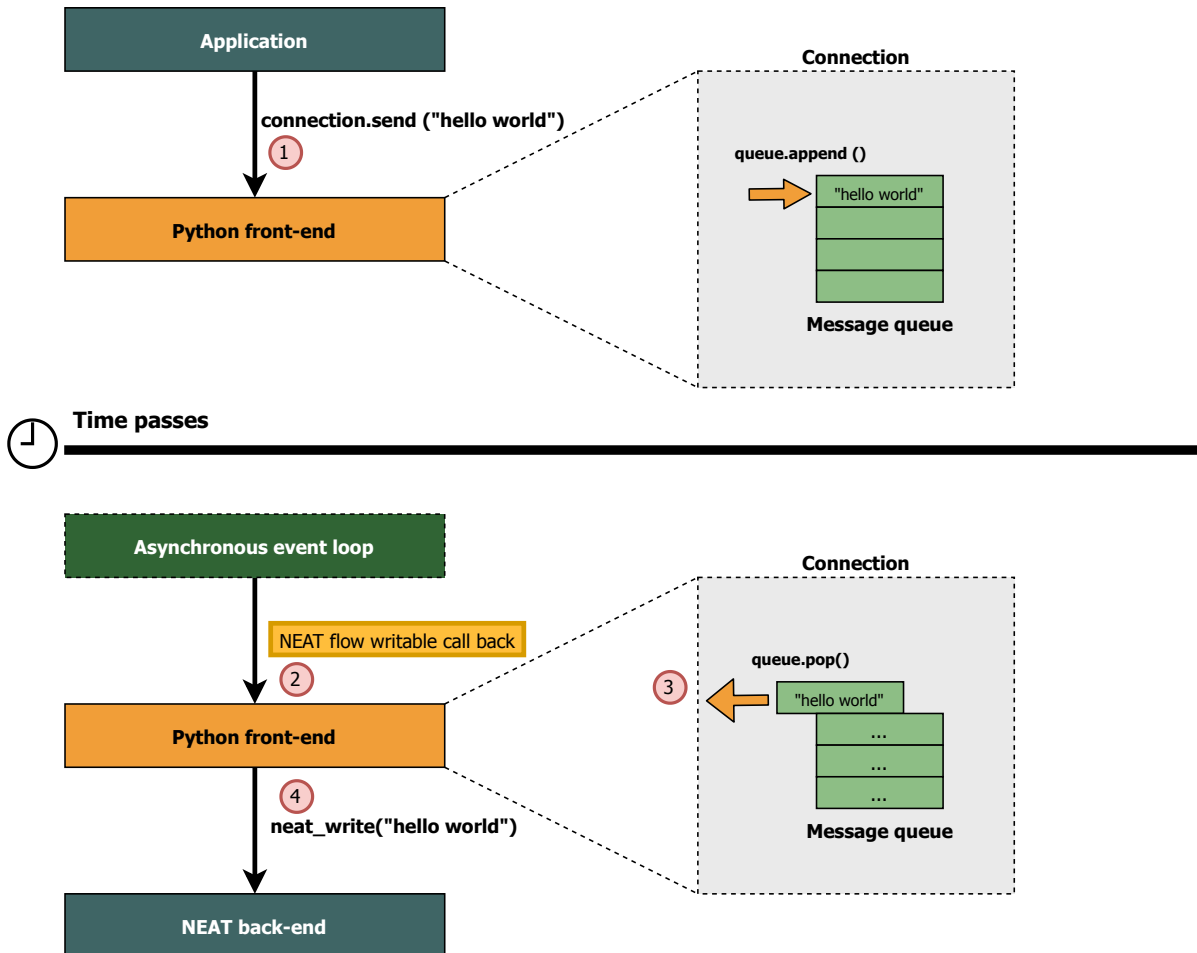 Application
Connection
connection.send ("hello world")
1
queue.append ()
"hello world"
Python front-end
Message queue
Time passes
Asynchronous event loop
Connection
NEAT flow writable call back
2
queue.pop()
3
"hello world"
Python front-end
...
...
...
4
neat_write("hello world")
Message queue
NEAT back-end